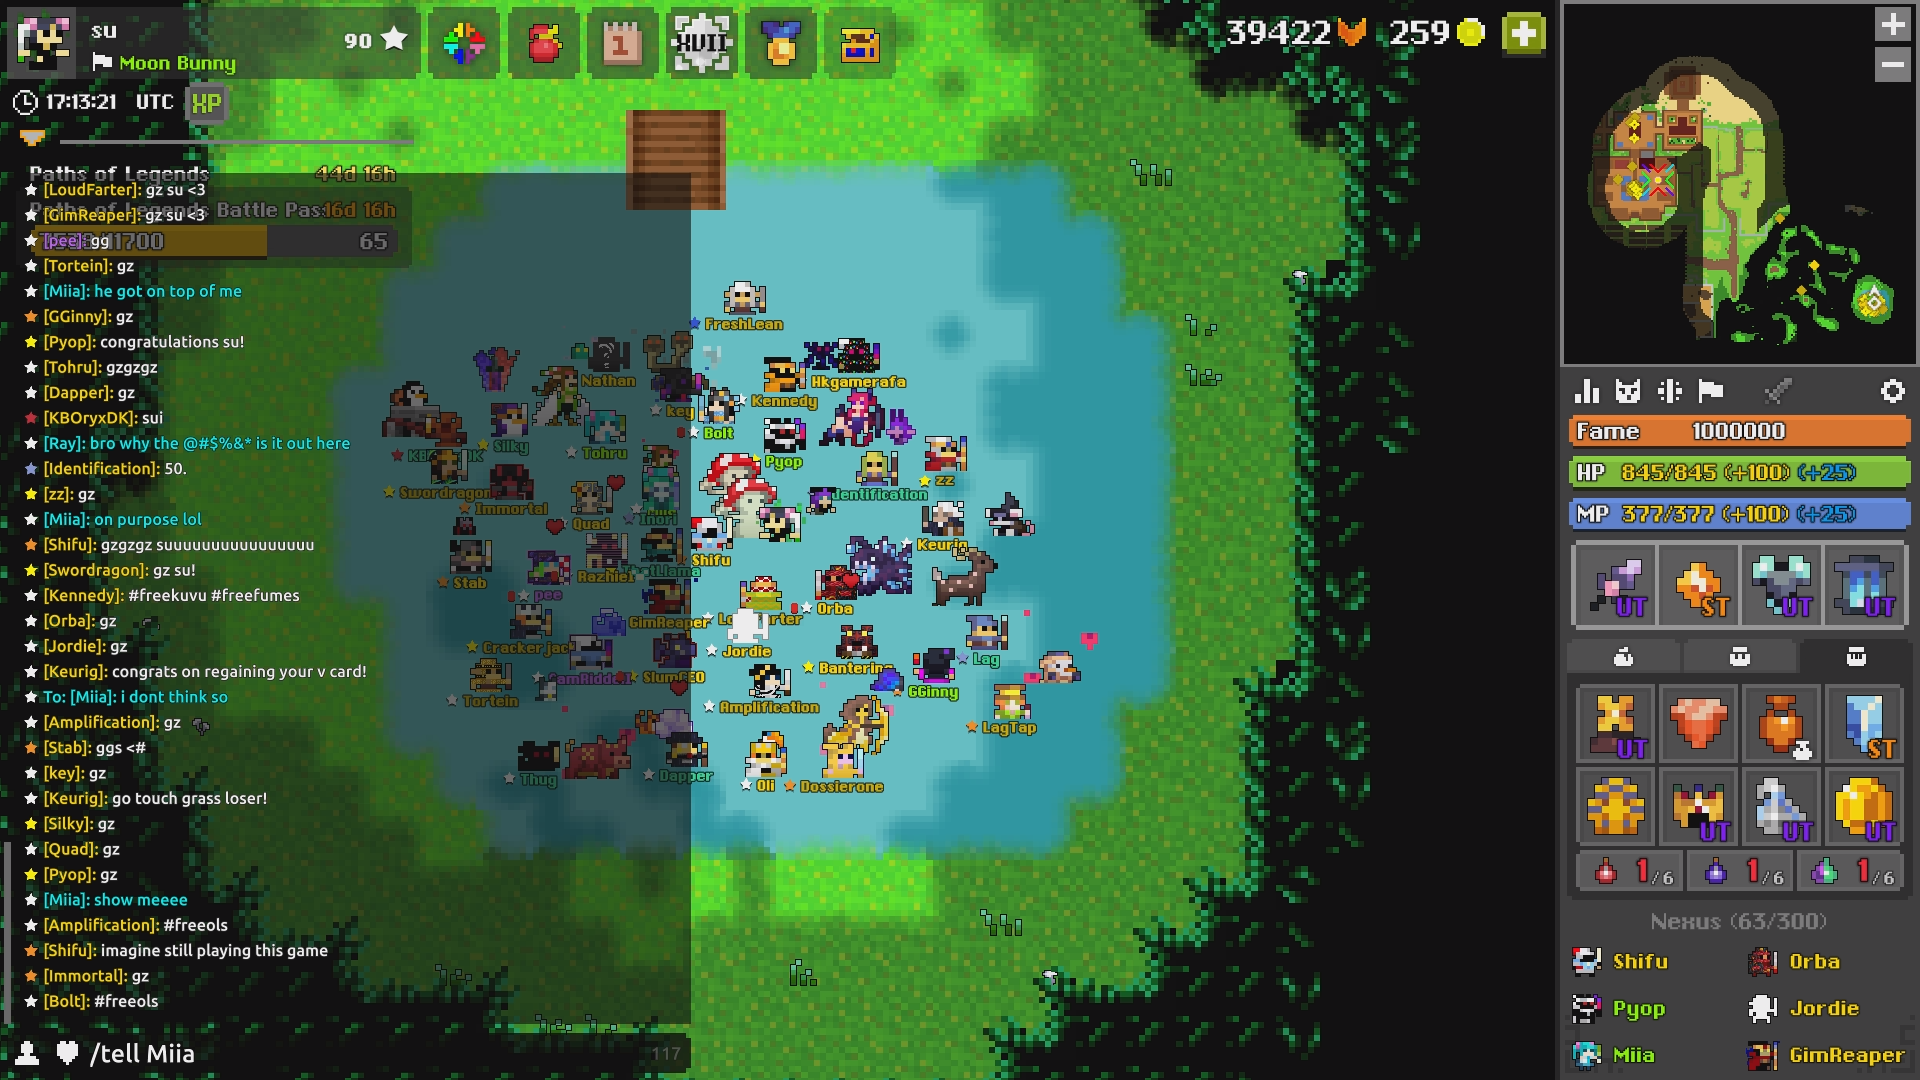 su
Moon Bunny
90
1
XVII
39422
259
17:13:21 UTC
XP
Paths of Legends 44d 16h
Paths of Legends Battle Pass 16d 16h
65
[LoudFarter]: gz su <3
[GimReaper]: gz su <3
[pee]: gg
[Tortein]: gz
[Miia]: he got on top of me
[GGinny]: gz
[Pyop]: congratulations su!
[Tohru]: gzgzgz
[Dapper]: gz
[KBOryxDK]: sui
[Ray]: bro why the @#$%&* is it out here
[Identification]: 50.
[zz]: gz
[Miia]: on purpose lol
[Shifu]: gzgzgz suuuuuuuuuuuuuuuuu
[Swordragon]: gz su!
[Kennedy]: #freekuvu #freefumes
[Orba]: gz
[Jordie]: gz
[Keurig]: congrats on regaining your v card!
To: [Miia]: i dont think so
[Amplification]: gz
[Stab]: ggs <#
[key]: gz
[Keurig]: go touch grass loser!
[Silky]: gz
[Quad]: gz
[Pyop]: gz
[Miia]: show meeee
[Amplification]: #freeols
[Shifu]: imagine still playing this game
[Immortal]: gz
[Bolt]: #freeols
/tell Miia
117
FreshLean
Nathan
Hkgamerafa
Kennedy
key
Bolt
Silky
Tohru
Pyop
zz
Swordragon
Identification
Immortal
Quad
Inori
Keurig
Shifu
Stab
Razhiel
pee
Orba
GimReaper
Crackerjac
Jordie
Lag
Bantering
SlumGEO
GGinny
Tortein
Amplification
LagTap
Thug
Dapper
Oli
Dossierone
Fame 1000000
HP 845/845 (+100) (+25)
MP 377/377 (+100) (+25)
UT
ST
UT
UT
UT
ST
UT
UT
UT
1/6
1/6
1/6
Nexus (63/300)
Shifu
Orba
Pyop
Jordie
Miia
GimReaper